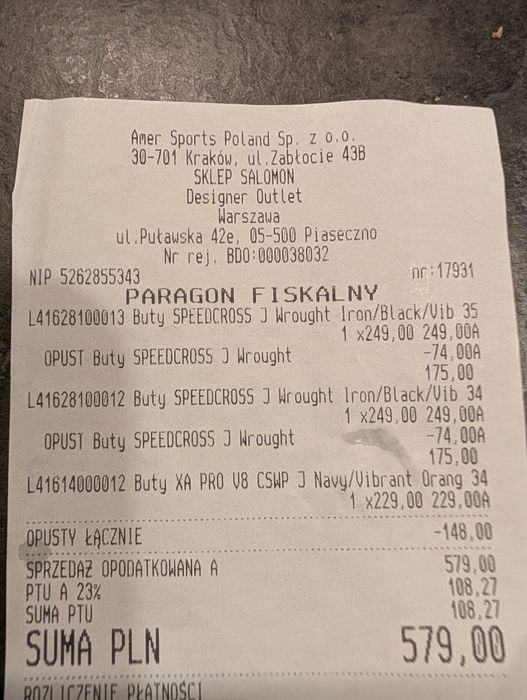 Amer Sports Poland Sp. z o.o.
30-701 Kraków, ul.Zabłocie 43B
SKLEP SALOMON
Designer Outlet
Warszawa
ul.Puławska 42e, 05-500 Piaseczno
Nr rej. BDO:000038032
NIP 5262855343 nr:17931
PARAGON FISKALNY
L41628100013 Buty SPEEDCROSS J Wrought Iron/Black/Vib 35
1 x249,00 249,00A
OPUST Buty SPEEDCROSS J Wrought -74,00A
175,00
L41628100012 Buty SPEEDCROSS J Wrought Iron/Black/Vib 34
1 x249,00 249,00A
OPUST Buty SPEEDCROSS J Wrought -74,00A
175,00
L41614000012 Buty XA PRO V8 CSWP J Navy/Vibrant Orang 34
1 x229,00 229,00A
OPUSTY ŁĄCZNIE -148,00
SPRZEDAŻ OPODATKOWANA A 579,00
PTU A 23% 108,27
SUMA PTU 108,27
SUMA PLN 579,00
ROZLICZENIE PŁATNOŚCI